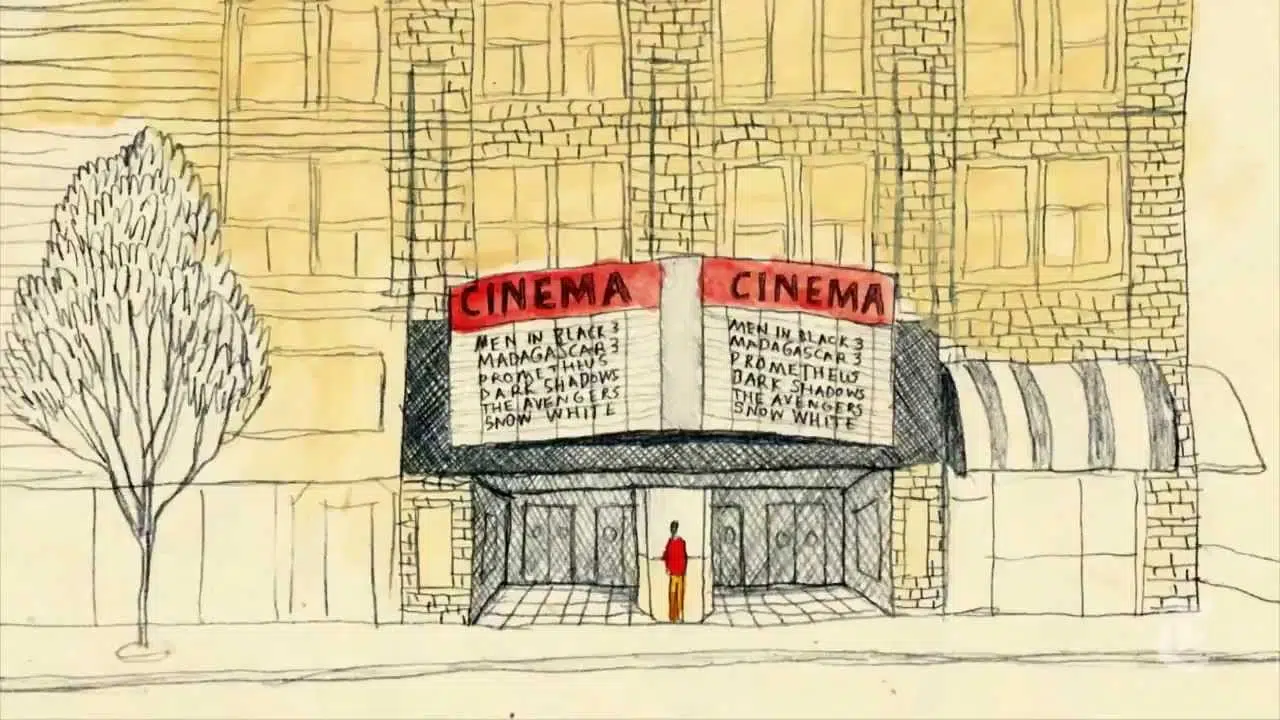 CINEMA
MEN IN BLACK 3
MADAGASCAR 3
PROMETHEUS
DARK SHADOWS
THE AVENGERS
SNOW WHITE
CINEMA
MEN IN BLACK 3
MADAGASCAR 3
PROMETHEUS
DARK SHADOWS
THE AVENGERS
SNOW WHITE